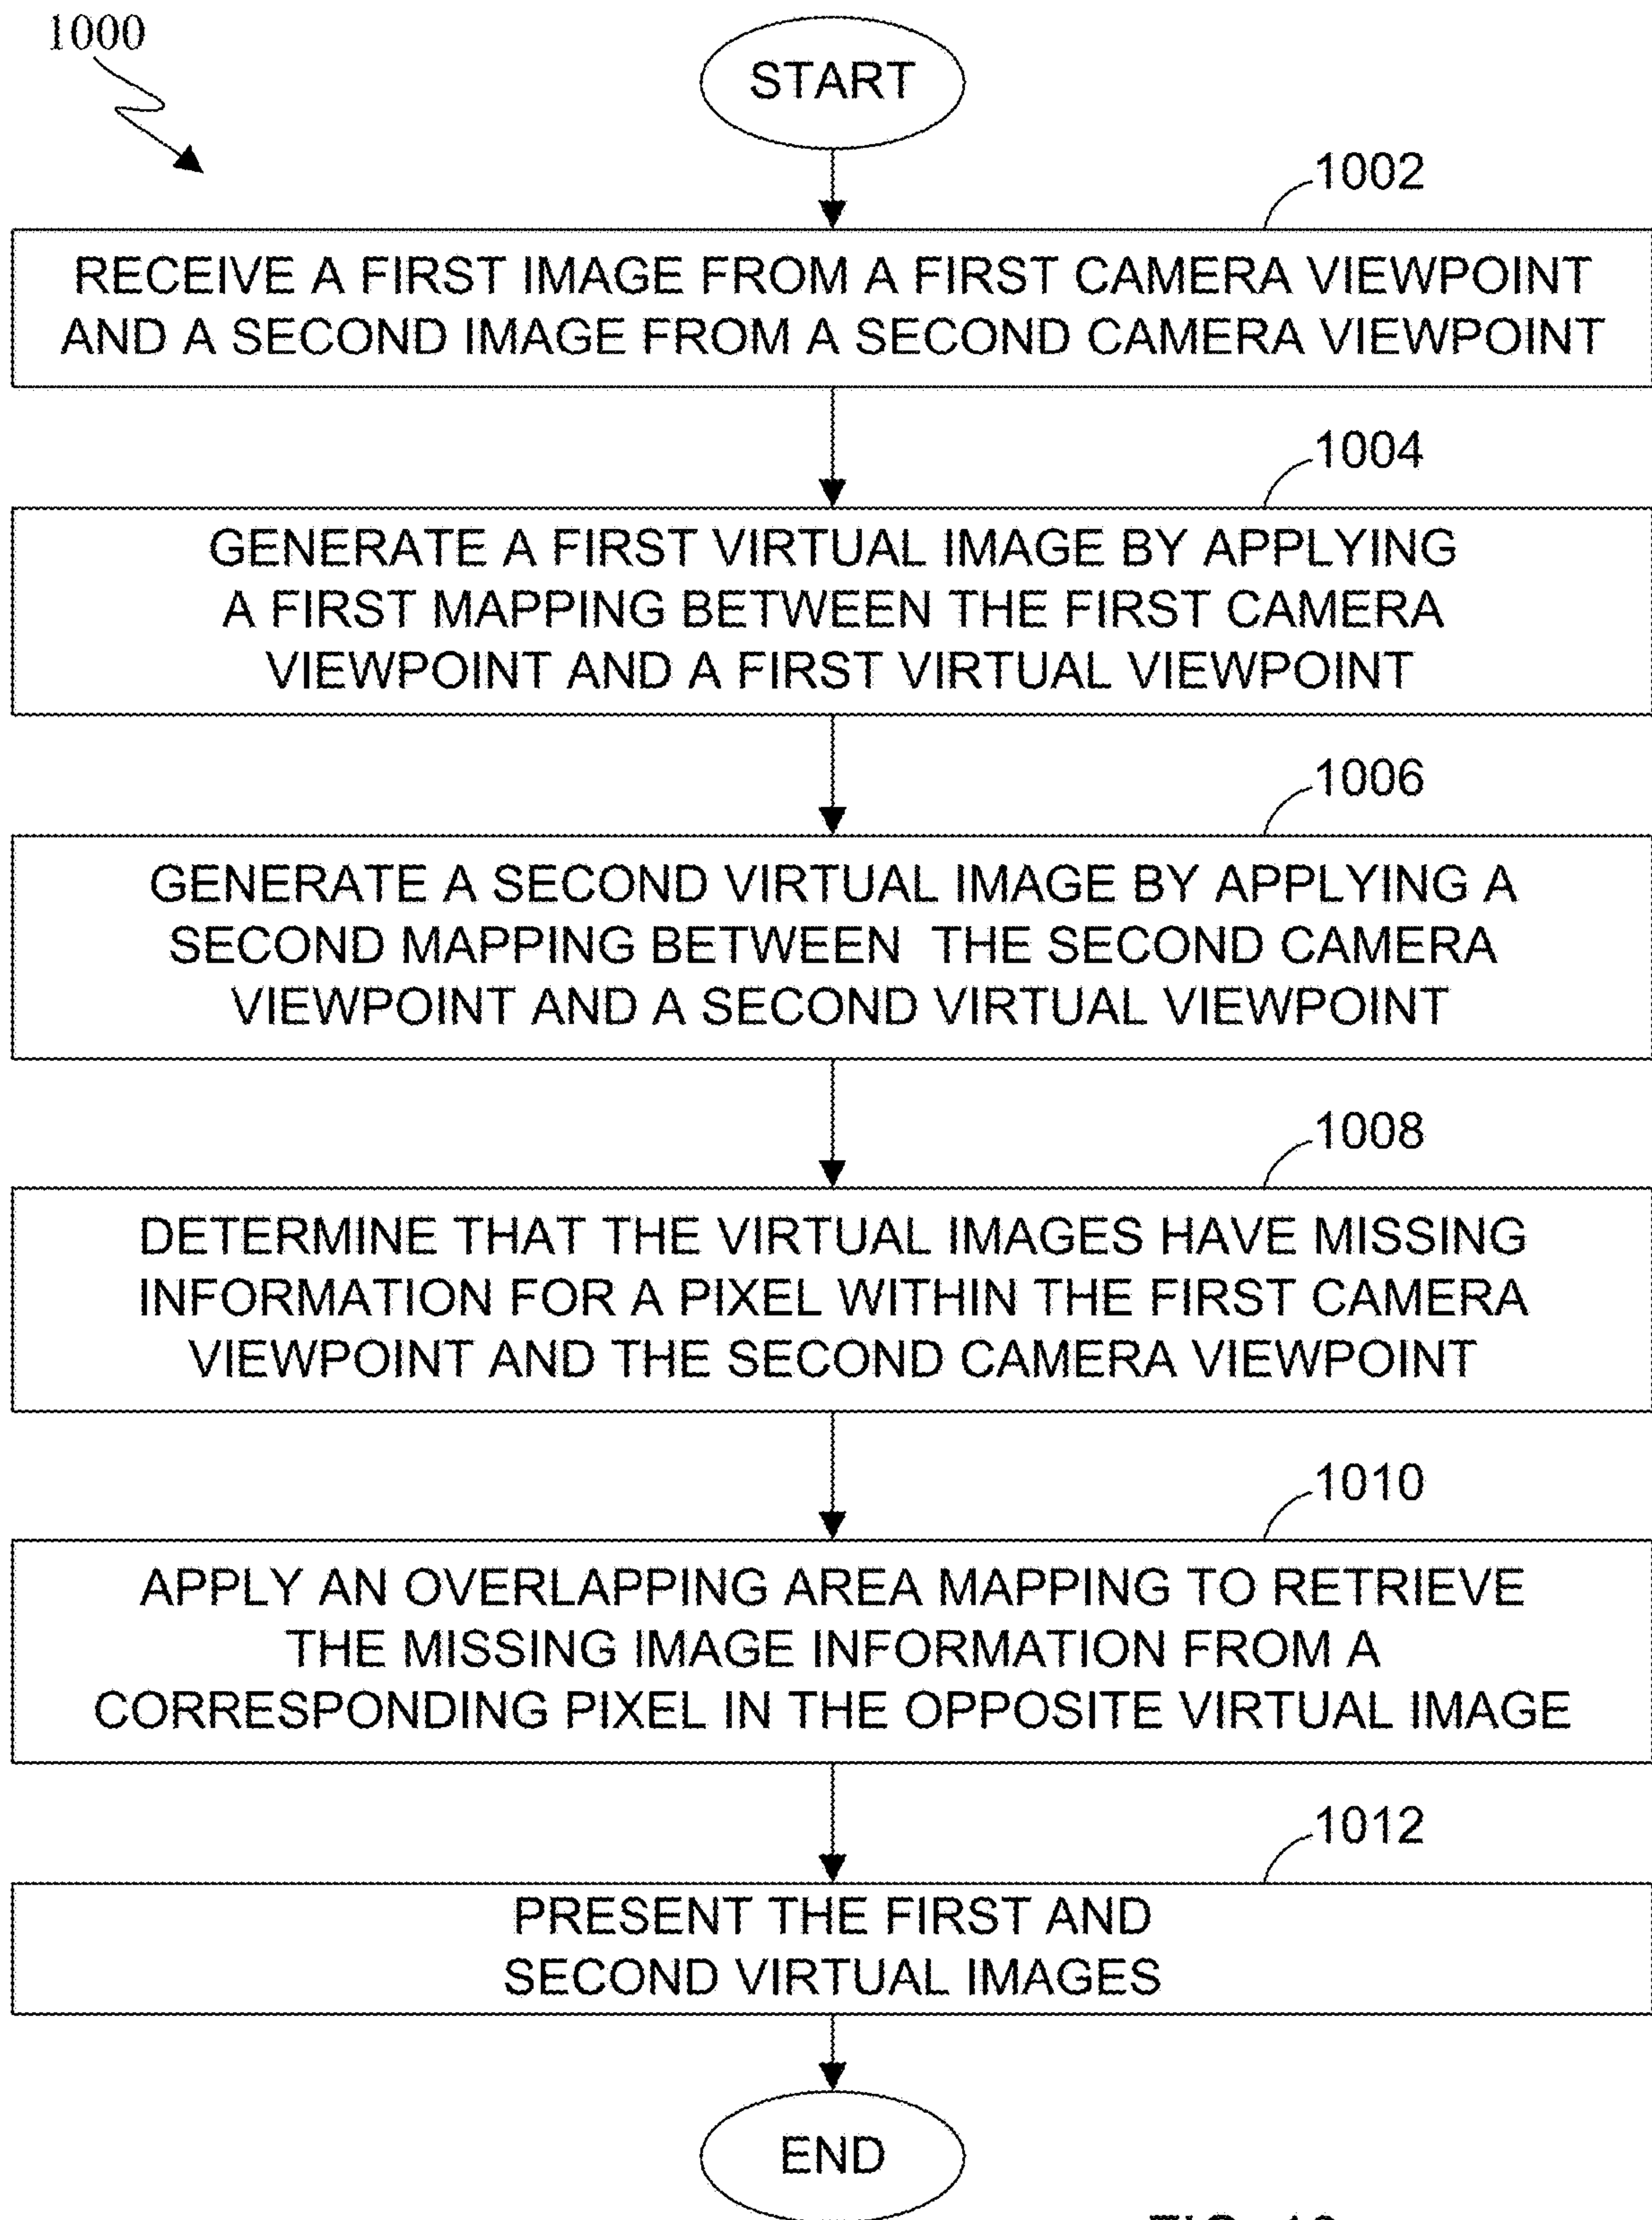 1000
START
1002
RECEIVE A FIRST IMAGE FROM A FIRST CAMERA VIEWPOINT
AND A SECOND IMAGE FROM A SECOND CAMERA VIEWPOINT
1004
GENERATE A FIRST VIRTUAL IMAGE BY APPLYING
A FIRST MAPPING BETWEEN THE FIRST CAMERA
VIEWPOINT AND A FIRST VIRTUAL VIEWPOINT
1006
GENERATE A SECOND VIRTUAL IMAGE BY APPLYING A
SECOND MAPPING BETWEEN THE SECOND CAMERA
VIEWPOINT AND A SECOND VIRTUAL VIEWPOINT
1008
DETERMINE THAT THE VIRTUAL IMAGES HAVE MISSING
INFORMATION FOR A PIXEL WITHIN THE FIRST CAMERA
VIEWPOINT AND THE SECOND CAMERA VIEWPOINT
1010
APPLY AN OVERLAPPING AREA MAPPING TO RETRIEVE
THE MISSING IMAGE INFORMATION FROM A
CORRESPONDING PIXEL IN THE OPPOSITE VIRTUAL IMAGE
1012
PRESENT THE FIRST AND
SECOND VIRTUAL IMAGES
END